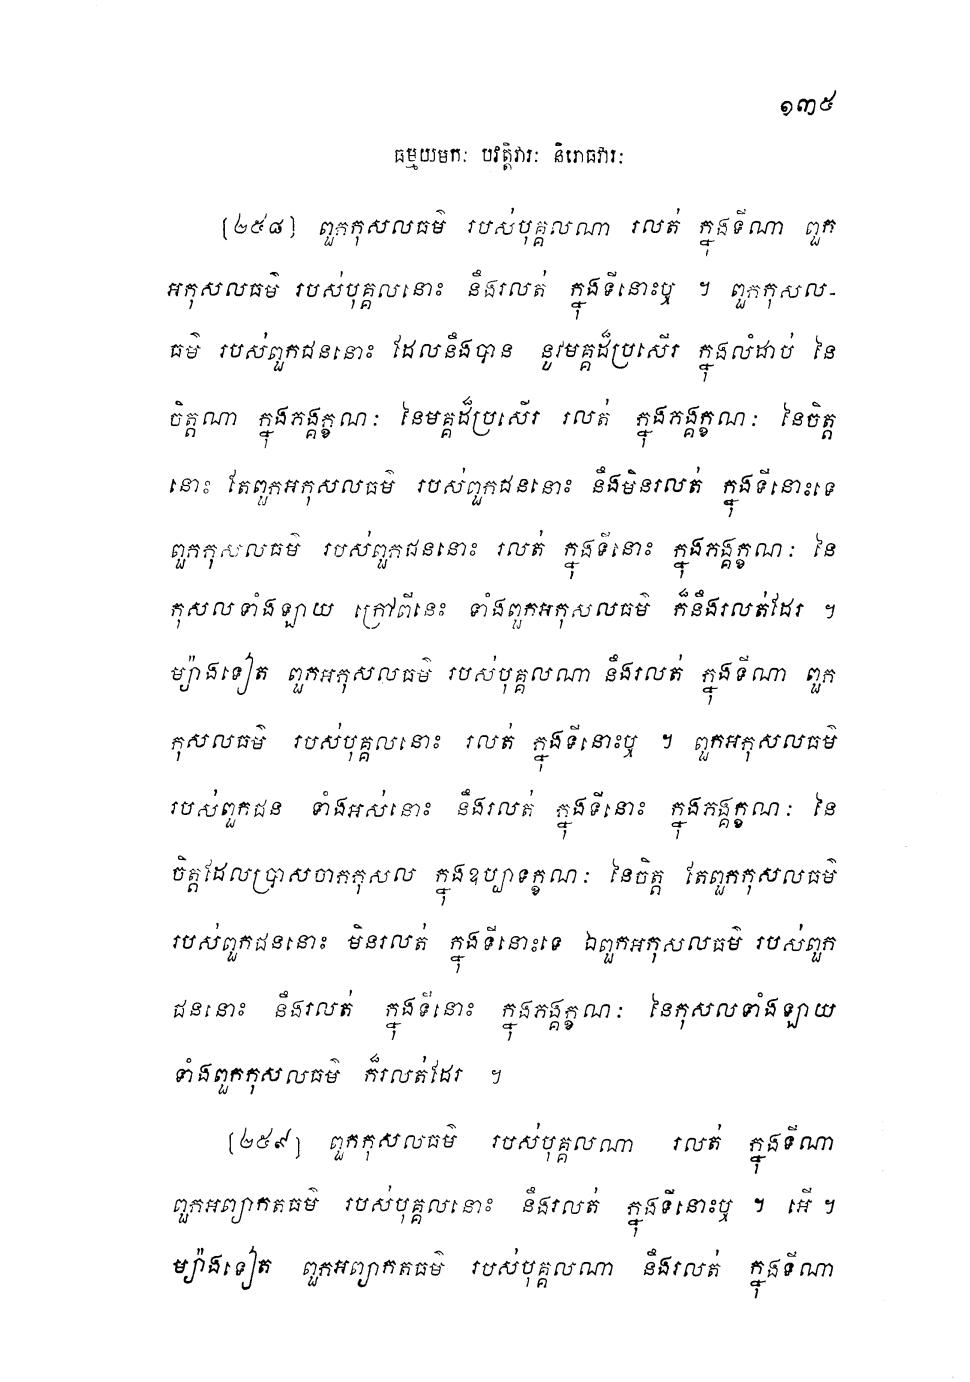 ១៣៥
ធម្មយមកៈ បវត្តិវារៈ និរោធវារៈ
[២៥៨] ពួកកុសលធម៌ របស់បុគ្គលណា រលត់ ក្នុងទីណា ពួក
អកុសលធម៌ របស់បុគ្គលនោះ នឹងរលត់ ក្នុងទីនោះឬ ។ ពួកកុសល-
ធម៌ របស់ពួកជននោះ ដែលនឹងបាន នូវមគ្គដ៏ប្រសើរ ក្នុងលំដាប់ នៃ
ចិត្តណា ក្នុងភង្គក្ខណៈ នៃមគ្គដ៏ប្រសើរ រលត់ ក្នុងភង្គក្ខណៈ នៃចិត្ត
នោះ តែពួកអកុសលធម៌ របស់ពួកជននោះ នឹងមិនរលត់ ក្នុងទីនោះទេ
ពួកកុសលធម៌ របស់ពួកជននោះ រលត់ ក្នុងទីនោះ ក្នុងភង្គក្ខណៈ នៃ
កុសលទាំងឡាយ ក្រៅពីនេះ ទាំងពួកអកុសលធម៌ ក៏នឹងរលត់ដែរ ។
ម្យ៉ាងទៀត ពួកអកុសលធម៌ របស់បុគ្គលណា នឹងរលត់ ក្នុងទីណា ពួក
កុសលធម៌ របស់បុគ្គលនោះ រលត់ ក្នុងទីនោះឬ ។ ពួកអកុសលធម៌
របស់ពួកជន ទាំងអស់នោះ នឹងរលត់ ក្នុងទីនោះ ក្នុងភង្គក្ខណៈ នៃ
ចិត្តដែលប្រាសចាកកុសល ក្នុងឧប្បាទក្ខណៈ នៃចិត្ត តែពួកកុសលធម៌
របស់ពួកជននោះ មិនរលត់ ក្នុងទីនោះទេ ឯពួកអកុសលធម៌ របស់ពួក
ជននោះ នឹងរលត់ ក្នុងទីនោះ ក្នុងភង្គក្ខណៈ នៃកុសលទាំងឡាយ
ទាំងពួកកុសលធម៌ ក៏រលត់ដែរ ។
[២៥៩] ពួកកុសលធម៌ របស់បុគ្គលណា រលត់ ក្នុងទីណា
ពួកអព្យាកតធម៌ របស់បុគ្គលនោះ នឹងរលត់ ក្នុងទីនោះឬ ។ អើ ។
ម្យ៉ាងទៀត ពួកអព្យាកតធម៌ របស់បុគ្គលណា នឹងរលត់ ក្នុងទីណា